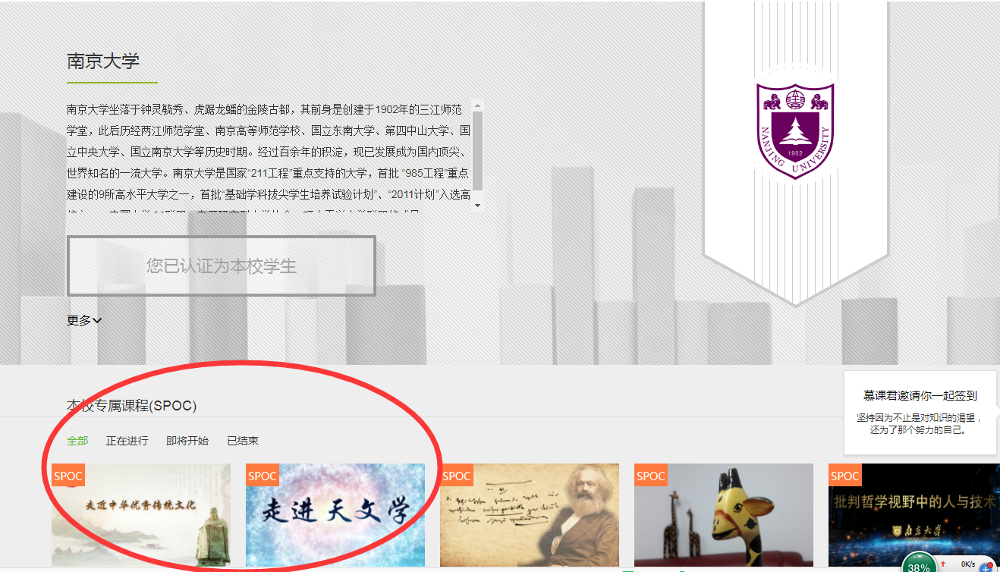 南京大学
南京大学坐落于钟灵毓秀、虎踞龙蟠的金陵古都，其前身是创建于1902年的三江师范
学堂，此后历经两江师范学堂、南京高等师范学校、国立东南大学、第四中山大学、国
立中央大学、国立南京大学等历史时期。经过百余年的积淀，现已发展成为国内顶尖、
世界知名的一流大学。南京大学是国家“211工程”重点支持的大学，首批 “985工程”重点
建设的9所高水平大学之一，首批“基础学科拔尖学生培养试验计划”、“2011计划”入选高
您已认证为本校学生
更多
NANJING UNIVERSITY
1902
本校专属课程(SPOC)
全部 正在进行 即将开始 已结束
慕课君邀请你一起签到
坚持因为不止是对知识的渴望，
还为了那个努力的自己。
SPOC
走近中华优秀传统文化
SPOC
走进天文学
SPOC
SPOC
SPOC
批判哲学视野中的人与技术
南京大学
38%
0K/s